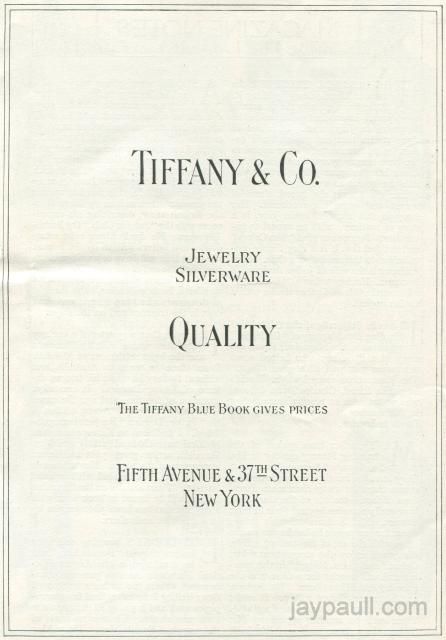 TIFFANY & CO.
JEWELRY
SILVERWARE
QUALITY
THE TIFFANY BLUE BOOK GIVES PRICES
FIFTH AVENUE & 37TH STREET
NEW YORK
jaypaull.com